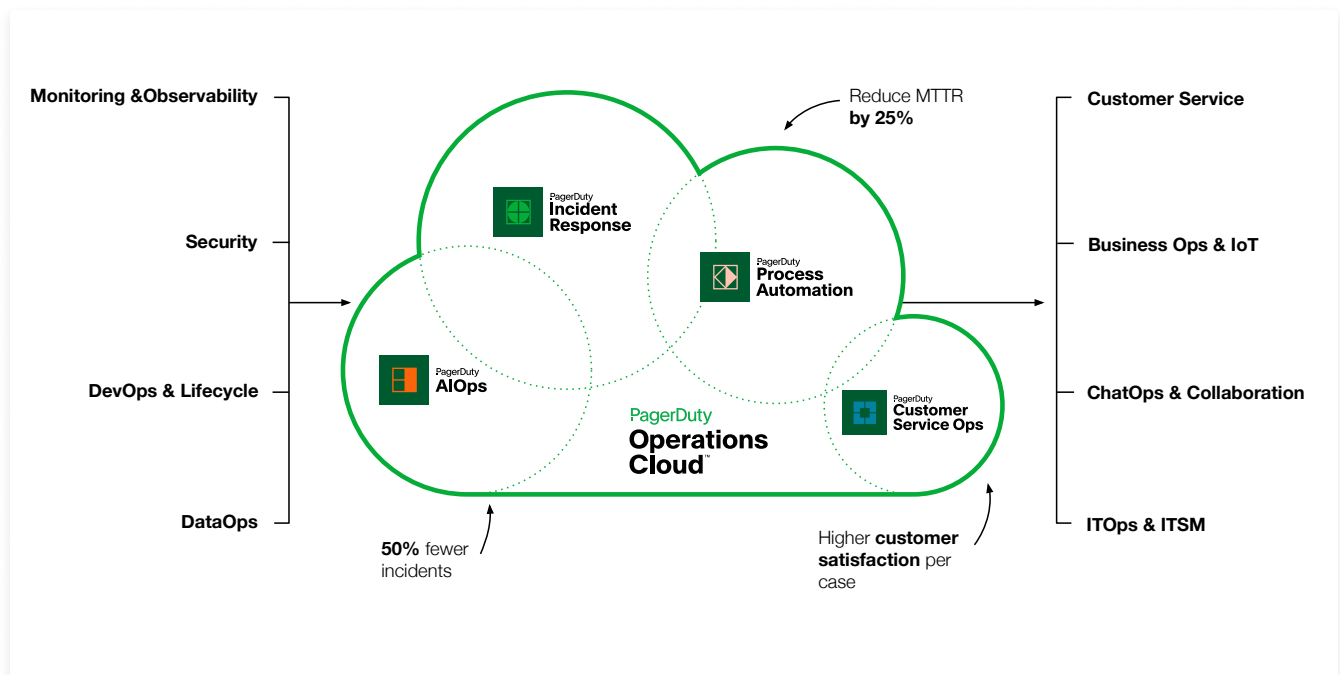 Monitoring &Observability
Security
DevOps & Lifecycle
DataOps
PagerDuty
Incident
Response
PagerDuty
Process
Automation
PagerDuty
AIOps
PagerDuty
Customer
Service Ops
PagerDuty
Operations
Cloud™
Reduce MTTR
by 25%
50% fewer
incidents
Higher customer
satisfaction per
case
Customer Service
Business Ops & IoT
ChatOps & Collaboration
ITOps & ITSM